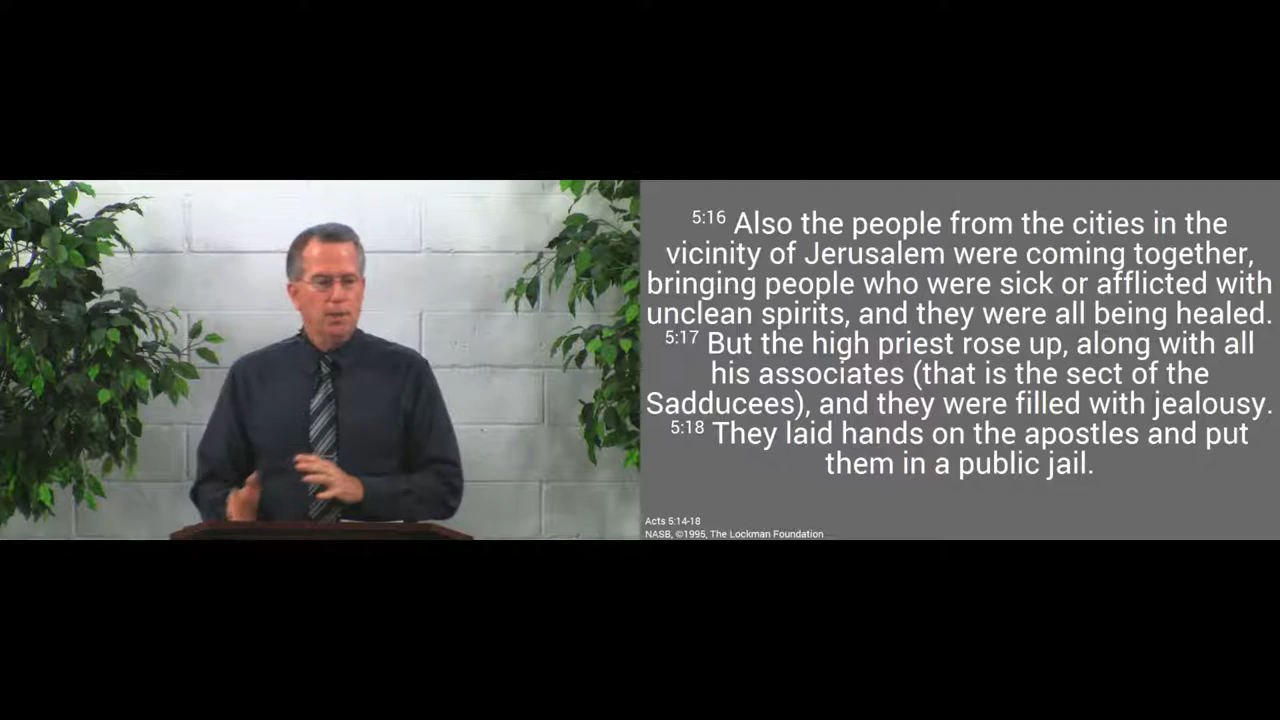 5:16 Also the people from the cities in the
vicinity of Jerusalem were coming together,
bringing people who were sick or afflicted with
unclean spirits, and they were all being healed.
5:17 But the high priest rose up, along with all
his associates (that is the sect of the
Sadducees), and they were filled with jealousy.
5:18 They laid hands on the apostles and put
them in a public jail.
Acts 5:14-18
NASB, ©1995, The Lockman Foundation